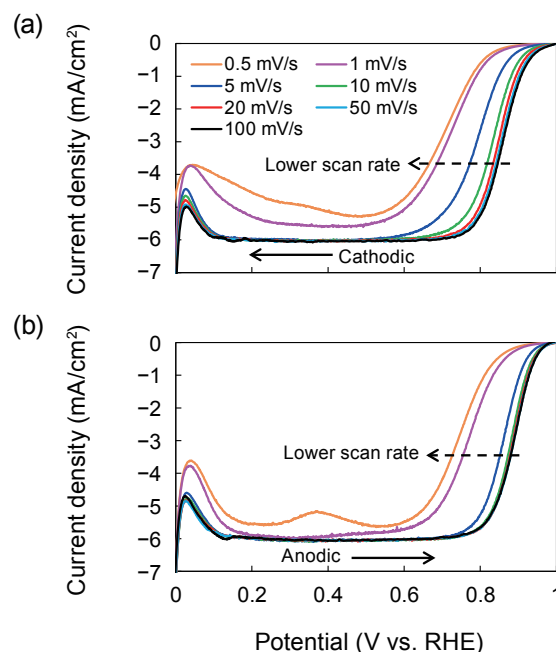 (a)
Current density (mA/cm²)
0
−1
−2
−3
−4
−5
−6
−7
0.5 mV/s
1 mV/s
5 mV/s
10 mV/s
20 mV/s
50 mV/s
100 mV/s
Lower scan rate
Cathodic
(b)
Current density (mA/cm²)
0
−1
−2
−3
−4
−5
−6
−7
Lower scan rate
Anodic
0
0.2
0.4
0.6
0.8
1
Potential (V vs. RHE)